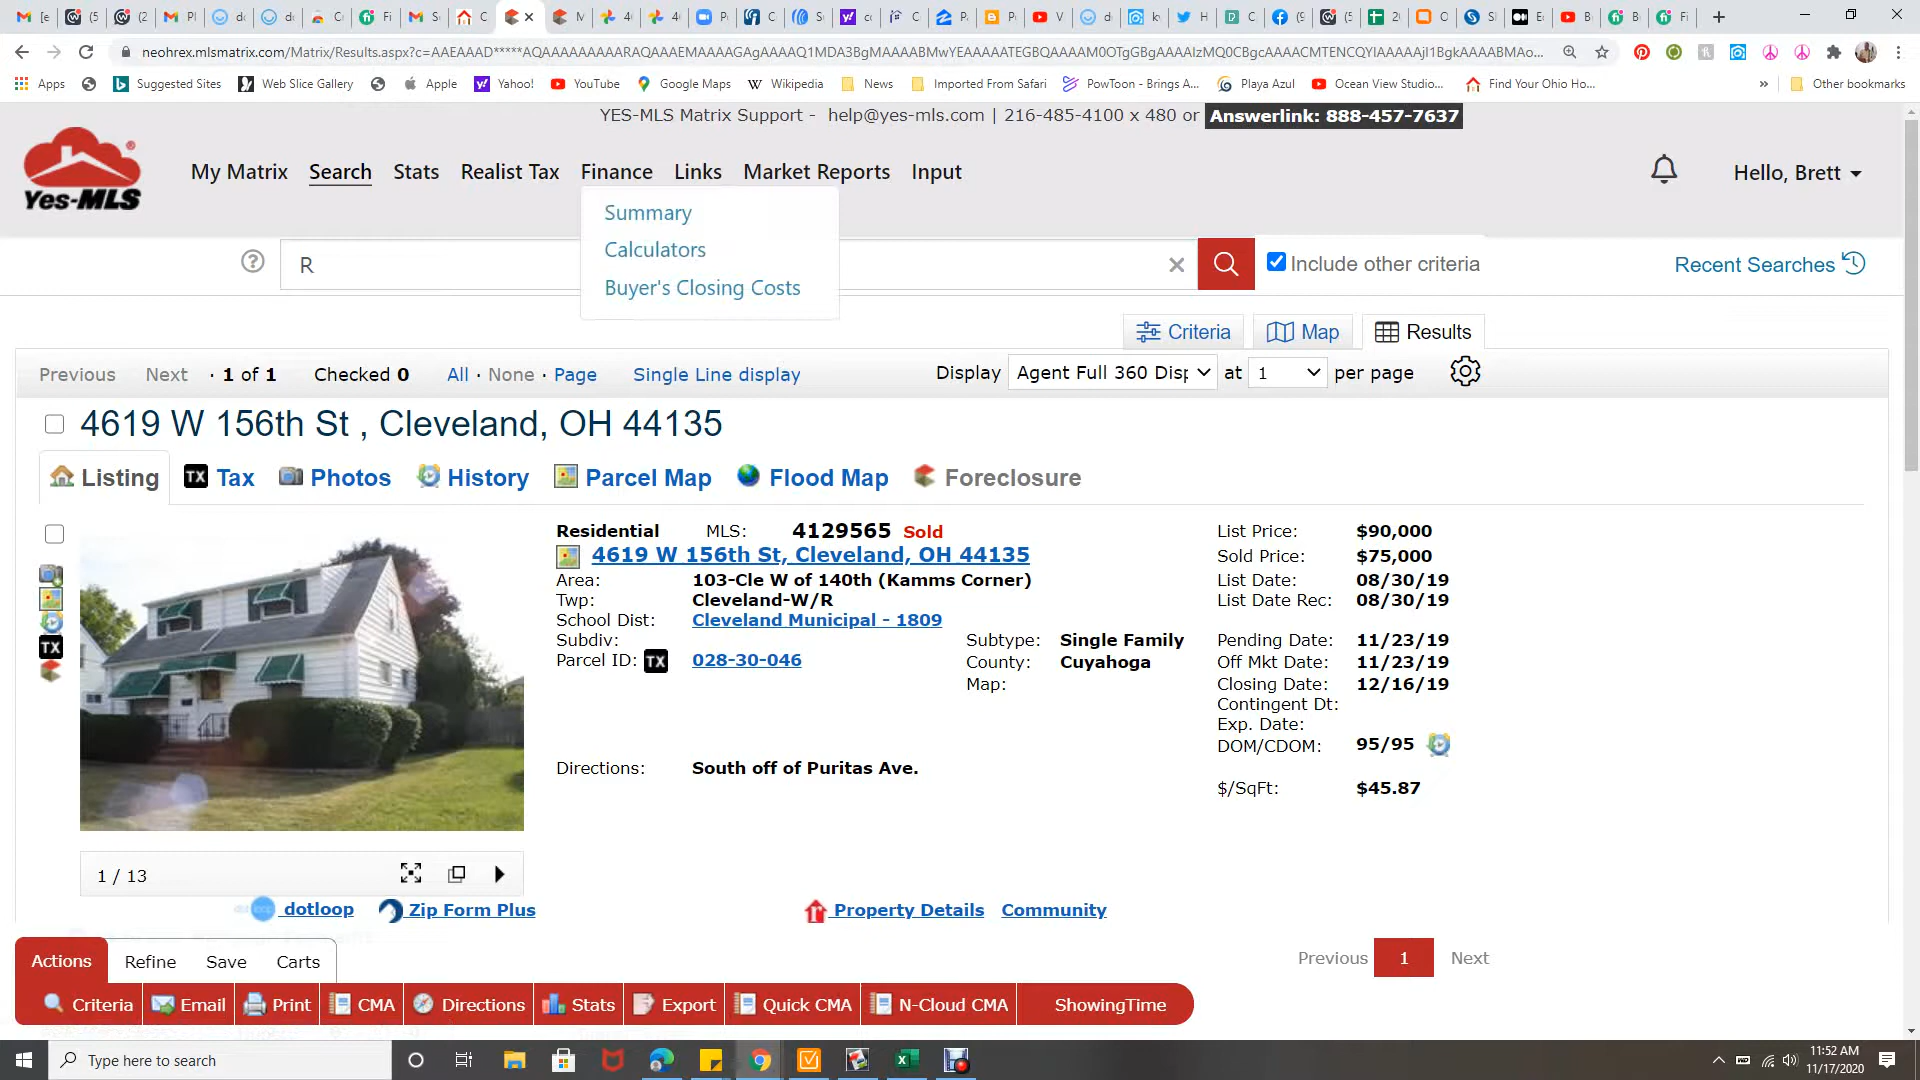 neohrex.mlsmatrix.com/Matrix/Results.aspx?c=AAEAAAD*****AQAAAAAAAAARAQAAAEMAAAAGAgAAAAQ1MDA3BgMAAAABMwYEAAAAATEGBQAAAAM0OTgGBgAAAAIzMQ0CBgcAAAACMTENCQYIAAAAAjI1BgkAAAABMAo...
Apps
Suggested Sites
Web Slice Gallery
Apple
Yahoo!
YouTube
Google Maps
Wikipedia
News
Imported From Safari
PowToon - Brings A...
Playa Azul
Ocean View Studio...
Find Your Ohio Ho...
»
Other bookmarks
YES-MLS Matrix Support - help@yes-mls.com | 216-485-4100 x 480 or Answerlink: 888-457-7637
Yes-MLS
My Matrix Search Stats Realist Tax Finance Links Market Reports Input
Hello, Brett
Summary
Calculators
Buyer's Closing Costs
R
Include other criteria
Recent Searches
Criteria Map Results
Previous Next · 1 of 1 Checked 0 All · None · Page Single Line display
Display Agent Full 360 Disp at 1 per page
4619 W 156th St , Cleveland, OH 44135
Listing TX Tax Photos History Parcel Map Flood Map Foreclosure
Residential MLS: 4129565 Sold
4619 W 156th St, Cleveland, OH 44135
Area: 103-Cle W of 140th (Kamms Corner)
Twp: Cleveland-W/R
School Dist: Cleveland Municipal - 1809
Subdiv: Subtype: Single Family
Parcel ID: TX 028-30-046 County: Cuyahoga
Map:
Directions: South off of Puritas Ave.
List Price: $90,000
Sold Price: $75,000
List Date: 08/30/19
List Date Rec: 08/30/19
Pending Date: 11/23/19
Off Mkt Date: 11/23/19
Closing Date: 12/16/19
Contingent Dt:
Exp. Date:
DOM/CDOM: 95/95
$/SqFt: $45.87
TX
1 / 13
dotloop Zip Form Plus Property Details Community
Actions Refine Save Carts
Previous 1 Next
Criteria Email Print CMA Directions Stats Export Quick CMA N-Cloud CMA ShowingTime
Type here to search
11:52 AM
11/17/2020